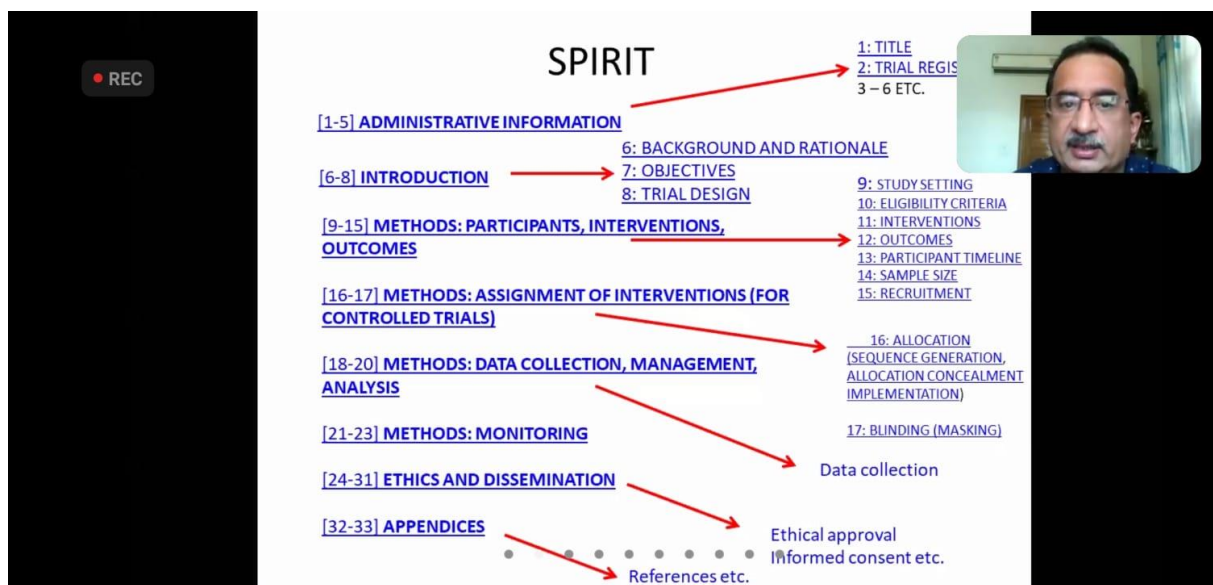 REC
SPIRIT
1: TITLE
2: TRIAL REGIS
3 – 6 ETC.
[1-5] ADMINISTRATIVE INFORMATION
6: BACKGROUND AND RATIONALE
7: OBJECTIVES
8: TRIAL DESIGN
[6-8] INTRODUCTION
9: STUDY SETTING
10: ELIGIBILITY CRITERIA
11: INTERVENTIONS
12: OUTCOMES
13: PARTICIPANT TIMELINE
14: SAMPLE SIZE
15: RECRUITMENT
[9-15] METHODS: PARTICIPANTS, INTERVENTIONS,
OUTCOMES
[16-17] METHODS: ASSIGNMENT OF INTERVENTIONS (FOR
CONTROLLED TRIALS)
16: ALLOCATION
(SEQUENCE GENERATION,
ALLOCATION CONCEALMENT
IMPLEMENTATION)
17: BLINDING (MASKING)
[18-20] METHODS: DATA COLLECTION, MANAGEMENT,
ANALYSIS
Data collection
[21-23] METHODS: MONITORING
[24-31] ETHICS AND DISSEMINATION
Ethical approval
Informed consent etc.
[32-33] APPENDICES
References etc.